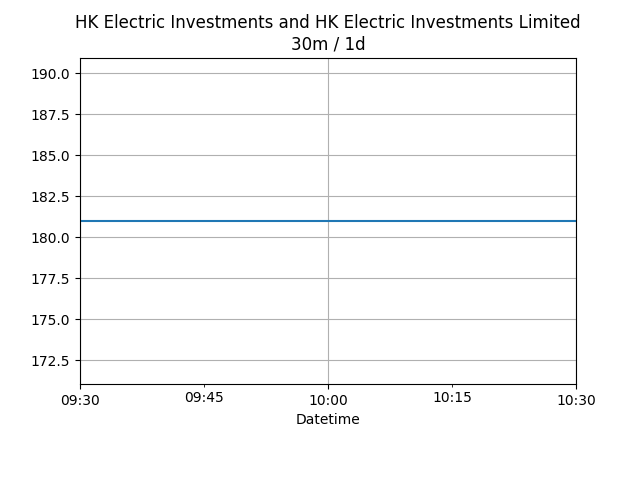 HK Electric Investments and HK Electric Investments Limited
30m / 1d
190.0
187.5
185.0
182.5
180.0
177.5
175.0
172.5
09:30 09:45 10:00 10:15 10:30
Datetime